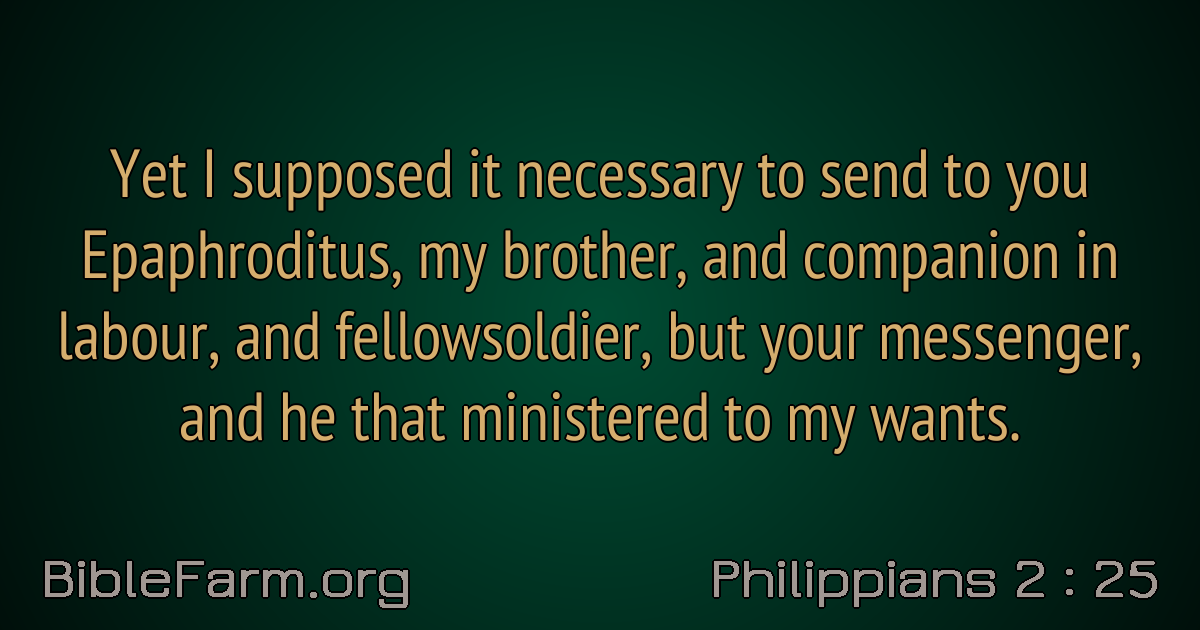 Yet I supposed it necessary to send to you
Epaphroditus, my brother, and companion in
labour, and fellowsoldier, but your messenger,
and he that ministered to my wants.
BibleFarm.org
Philippians 2 : 25